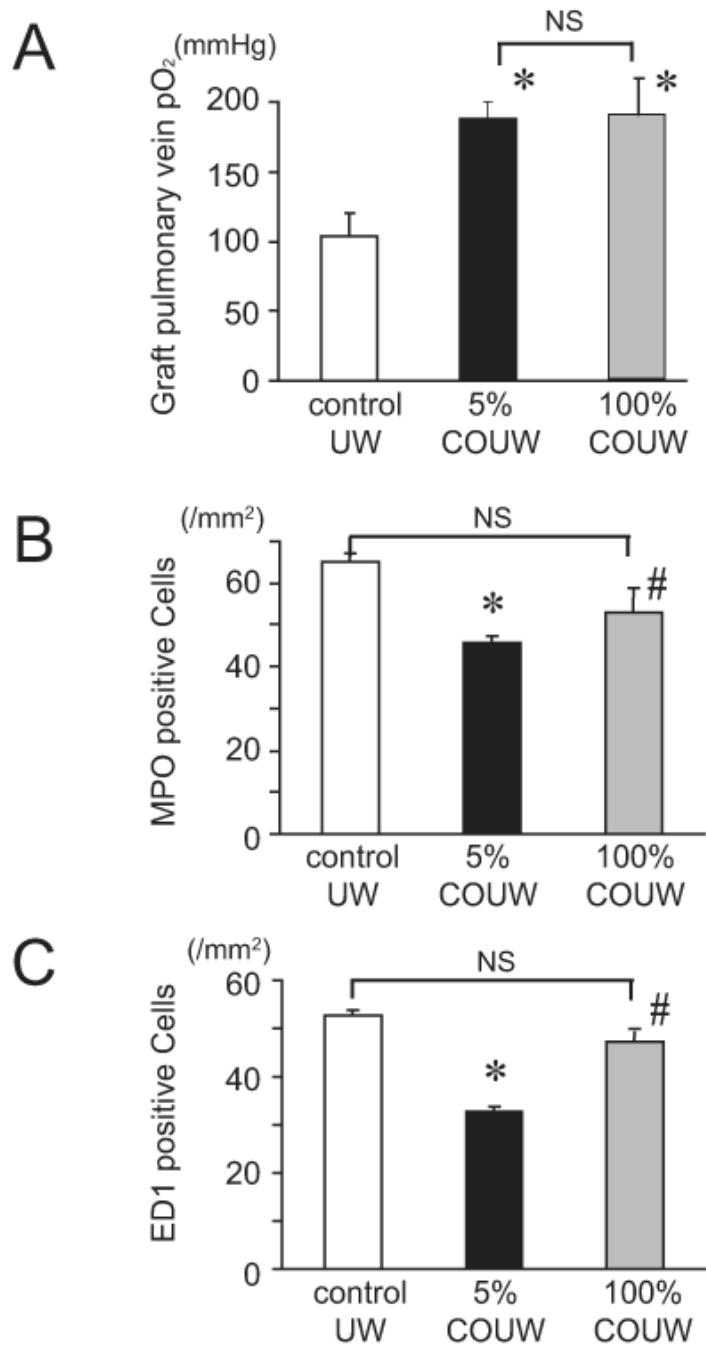 A
Graft pulmonary vein pO₂(mmHg)
NS
*
*
200
150
100
50
0
control
UW
5%
COUW
100%
COUW
B
MPO positive Cells
(/mm²)
NS
*
#
60
40
20
0
control
UW
5%
COUW
100%
COUW
C
ED1 positive Cells
(/mm²)
NS
*
#
60
40
20
0
control
UW
5%
COUW
100%
COUW